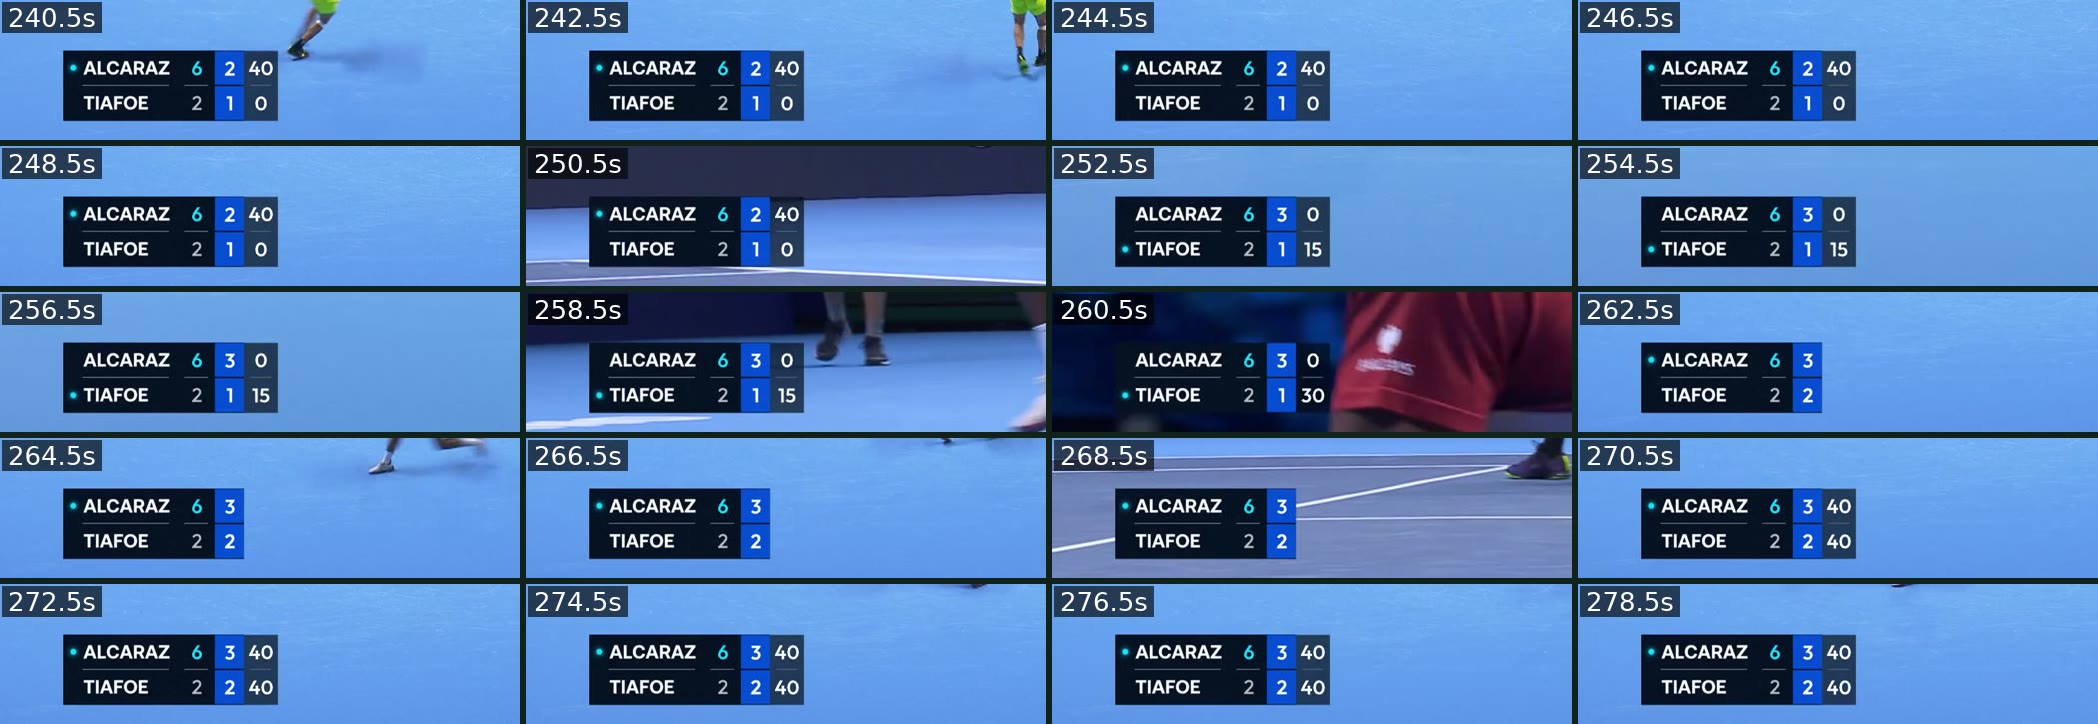 240.5s
• ALCARAZ 6 2 40
TIAFOE 2 1 0
242.5s
• ALCARAZ 6 2 40
TIAFOE 2 1 0
244.5s
• ALCARAZ 6 2 40
TIAFOE 2 1 0
246.5s
• ALCARAZ 6 2 40
TIAFOE 2 1 0
248.5s
• ALCARAZ 6 2 40
TIAFOE 2 1 0
250.5s
• ALCARAZ 6 2 40
TIAFOE 2 1 0
252.5s
ALCARAZ 6 3 0
• TIAFOE 2 1 15
254.5s
ALCARAZ 6 3 0
• TIAFOE 2 1 15
256.5s
ALCARAZ 6 3 0
• TIAFOE 2 1 15
258.5s
ALCARAZ 6 3 0
• TIAFOE 2 1 15
260.5s
ALCARAZ 6 3 0
• TIAFOE 2 1 30
262.5s
• ALCARAZ 6 3
TIAFOE 2 2
264.5s
• ALCARAZ 6 3
TIAFOE 2 2
266.5s
• ALCARAZ 6 3
TIAFOE 2 2
268.5s
• ALCARAZ 6 3
TIAFOE 2 2
270.5s
• ALCARAZ 6 3 40
TIAFOE 2 2 40
272.5s
• ALCARAZ 6 3 40
TIAFOE 2 2 40
274.5s
• ALCARAZ 6 3 40
TIAFOE 2 2 40
276.5s
• ALCARAZ 6 3 40
TIAFOE 2 2 40
278.5s
• ALCARAZ 6 3 40
TIAFOE 2 2 40